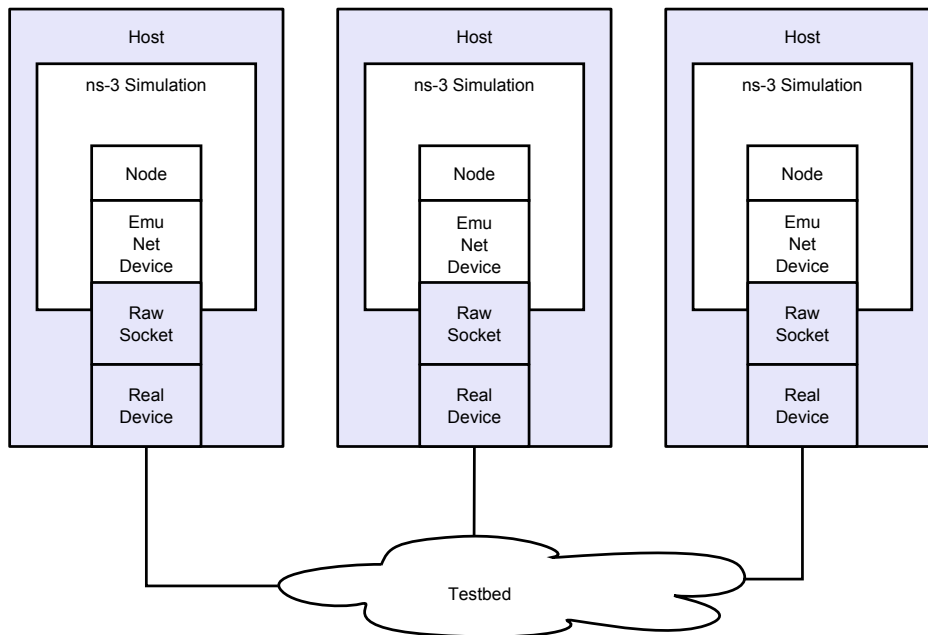 Host
ns-3 Simulation
Node
Emu
Net
Device
Raw
Socket
Real
Device
Host
ns-3 Simulation
Node
Emu
Net
Device
Raw
Socket
Real
Device
Host
ns-3 Simulation
Node
Emu
Net
Device
Raw
Socket
Real
Device
Testbed